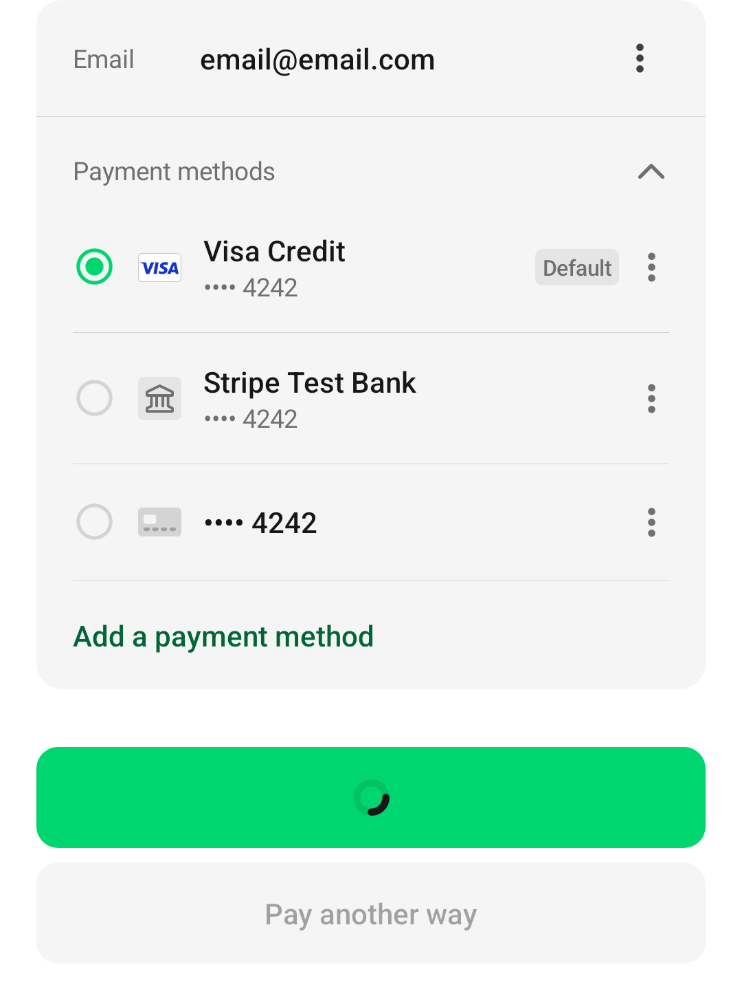 Email email@email.com
Payment methods
VISA Visa Credit Default
•••• 4242
Stripe Test Bank
•••• 4242
•••• 4242
Add a payment method
Pay another way